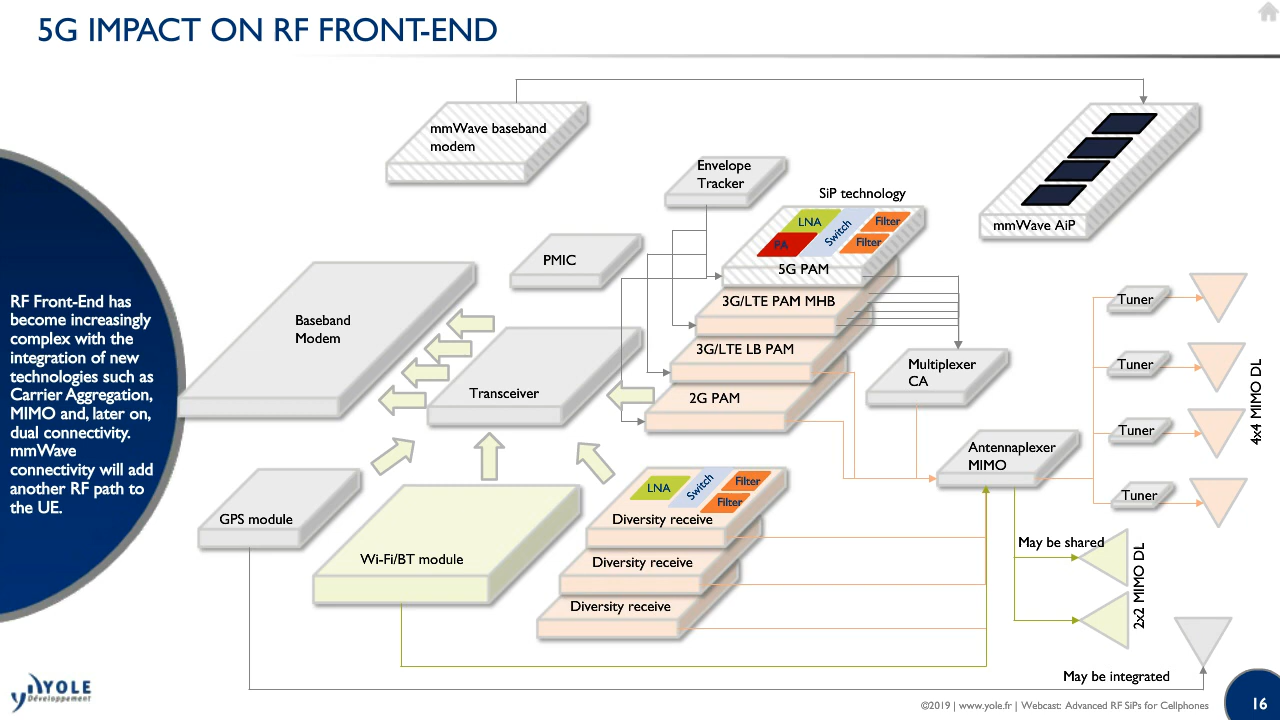 5G IMPACT ON RF FRONT-END
mmWave baseband
modem
mmWave AiP
Envelope
Tracker
SiP technology
LNA
Switch
Filter
PA
Filter
5G PAM
PMIC
3G/LTE PAM MHB
3G/LTE LB PAM
2G PAM
Baseband
Modem
Transceiver
Multiplexer
CA
Antennaplexer
MIMO
Tuner
Tuner
Tuner
Tuner
4x4 MIMO DL
RF Front-End has
become increasingly
complex with the
integration of new
technologies such as
Carrier Aggregation,
MIMO and, later on,
dual connectivity.
mmWave
connectivity will add
another RF path to
the UE.
GPS module
Wi-Fi/BT module
LNA
Switch
Filter
Filter
Diversity receive
Diversity receive
Diversity receive
May be shared
2x2 MIMO DL
May be integrated
YOLE
Développement
©2019 | www.yole.fr | Webcast: Advanced RF SiPs for Cellphones
16